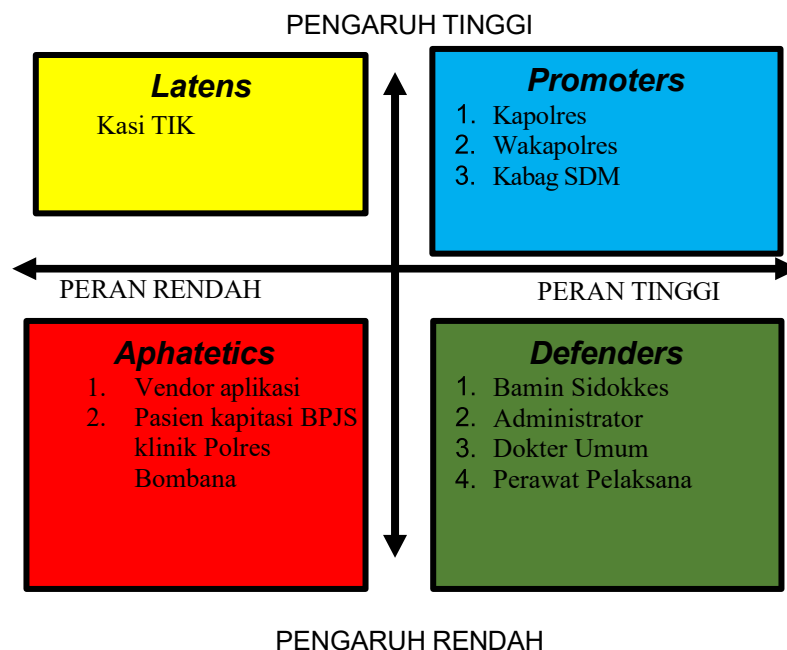 PENGARUH TINGGI
Latens
Kasi TIK
Promoters
1. Kapolres
2. Wakapolres
3. Kabag SDM
PERAN RENDAH
PERAN TINGGI
Aphatetics
1. Vendor aplikasi
2. Pasien kapitasi BPJS
klinik Polres
Bombana
Defenders
1. Bamin Sidokkes
2. Administrator
3. Dokter Umum
4. Perawat Pelaksana
PENGARUH RENDAH